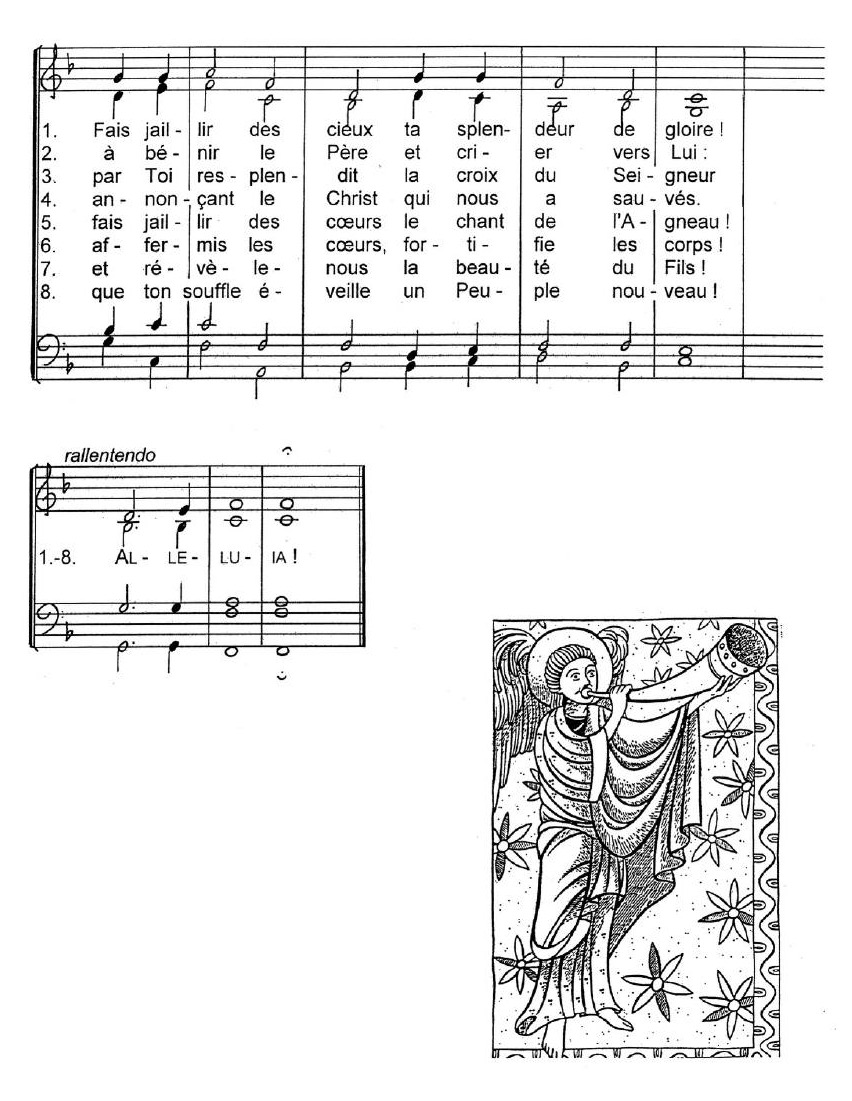 1. Fais jail - lir des cieux ta splen- deur de gloire !
2. à bé - nir le Père et cri - er vers Lui :
3. par Toi res - plen - dit la croix du Sei - gneur
4. an - non - çant le Christ qui nous a sau - vés.
5. fais jail - lir des cœurs le chant de l'A - gneau !
6. af - fer - mis les cœurs, for - ti - fie les corps !
7. et ré - vè - le - nous la beau - té du Fils !
8. que ton souffle é - veille un Peu - ple nou - veau !
rallentendo
1.-8. AL - LE - LU - IA !